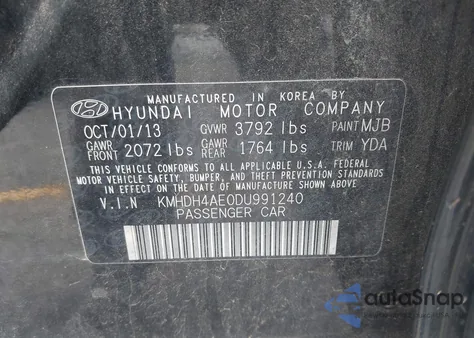 MANUFACTURED IN KOREA BY
HYUNDAI MOTOR COMPANY
OCT/01/13 GVWR 3792 lbs PAINT MJB
GAWR FRONT 2072 lbs GAWR REAR 1764 lbs TRIM YDA
THIS VEHICLE CONFORMS TO ALL APPLICABLE U.S.A. FEDERAL
MOTOR VEHICLE SAFETY, BUMPER, AND THEFT PREVENTION STANDARDS
IN EFFECT ON THE DATE OF MANUFACTURE SHOWN ABOVE.
V.I.N KMHDH4AE0DU991240
PASSENGER CAR
autoSnap